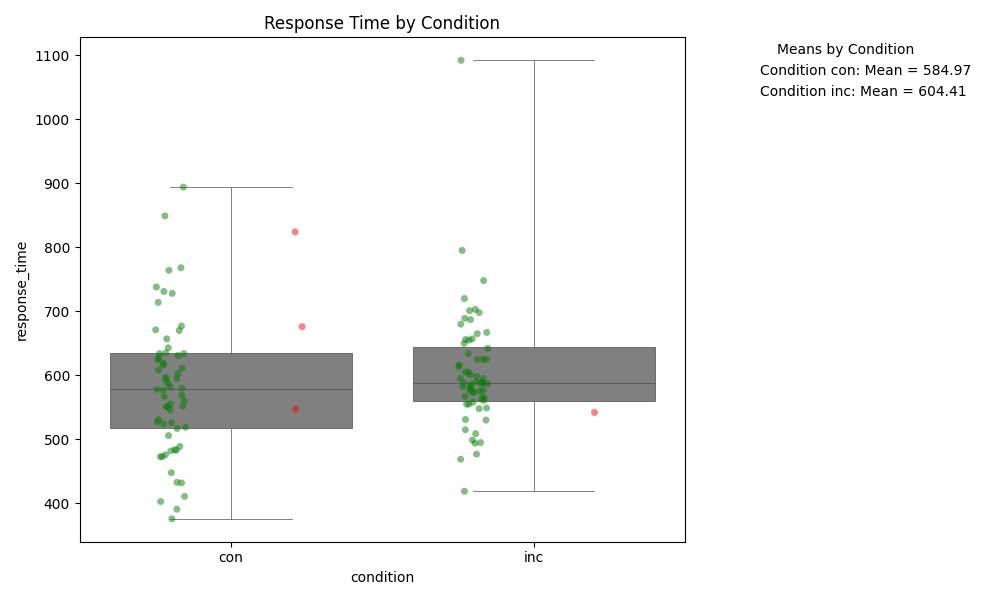 Response Time by Condition
Means by Condition
Condition con: Mean = 584.97
Condition inc: Mean = 604.41
1100
1000
900
800
700
600
500
400
response_time
con
inc
condition